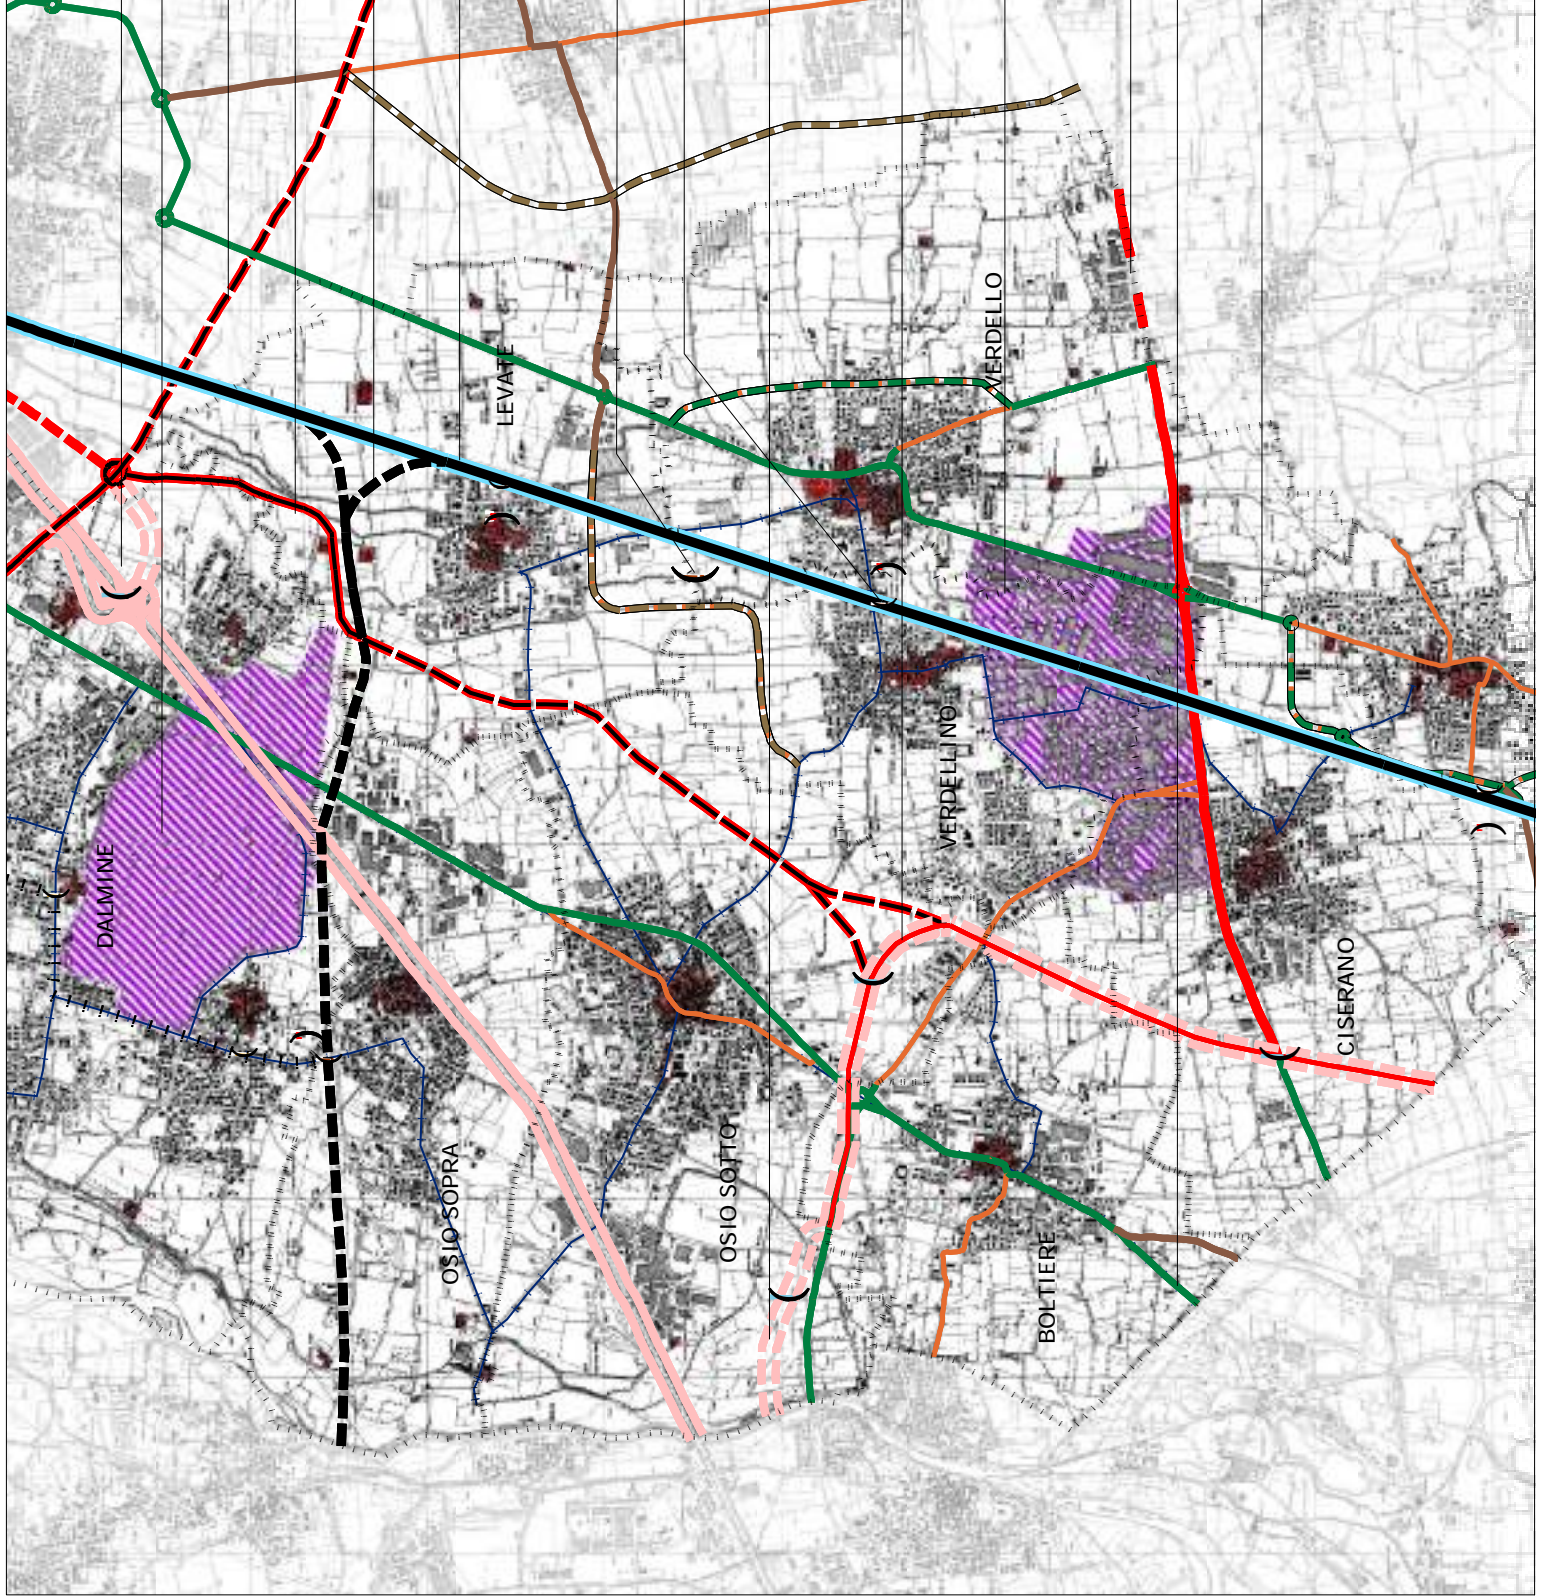 DALMINE
LEVATE
VERDELLO
VERDELLINO
OSIO SOPRA
OSIO SOTTO
BOLTIERE
CISERANO